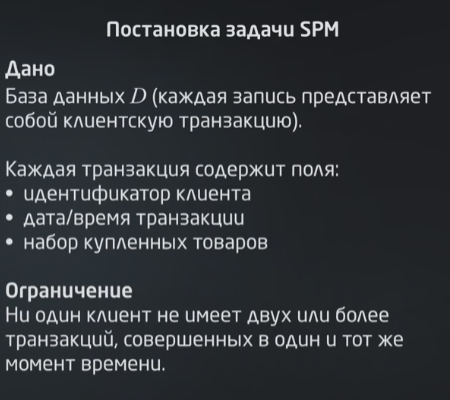 Постановка задачи SPM
Дано
База данных D (каждая запись представляет
собой клиентскую транзакцию).
Каждая транзакция содержит поля:
• идентификатор клиента
• дата/время транзакции
• набор купленных товаров
Ограничение
Ни один клиент не имеет двух или более
транзакций, совершенных в один и тот же
момент времени.